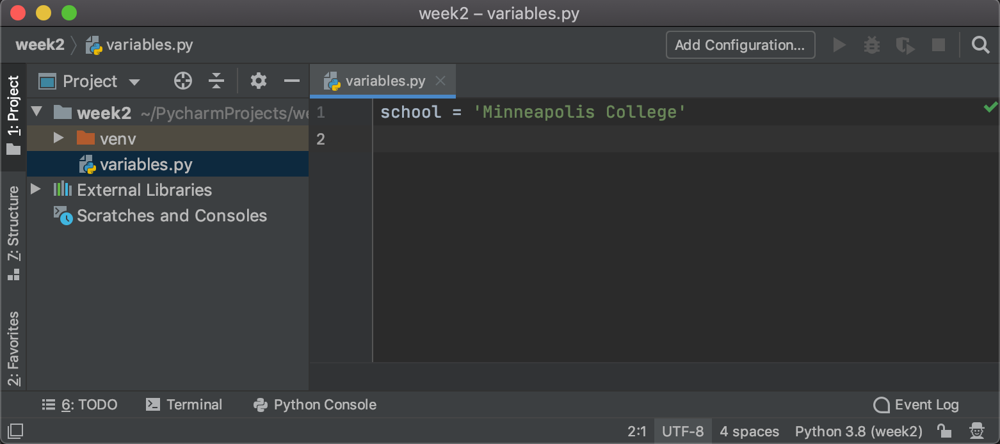 week2 – variables.py
week2 variables.py
Add Configuration...
1: Project
7: Structure
2: Favorites
Project
week2 ~/PycharmProjects/we
venv
variables.py
External Libraries
Scratches and Consoles
variables.py
1 school = 'Minneapolis College'
2
6: TODO Terminal Python Console Event Log
2:1 UTF-8 4 spaces Python 3.8 (week2)